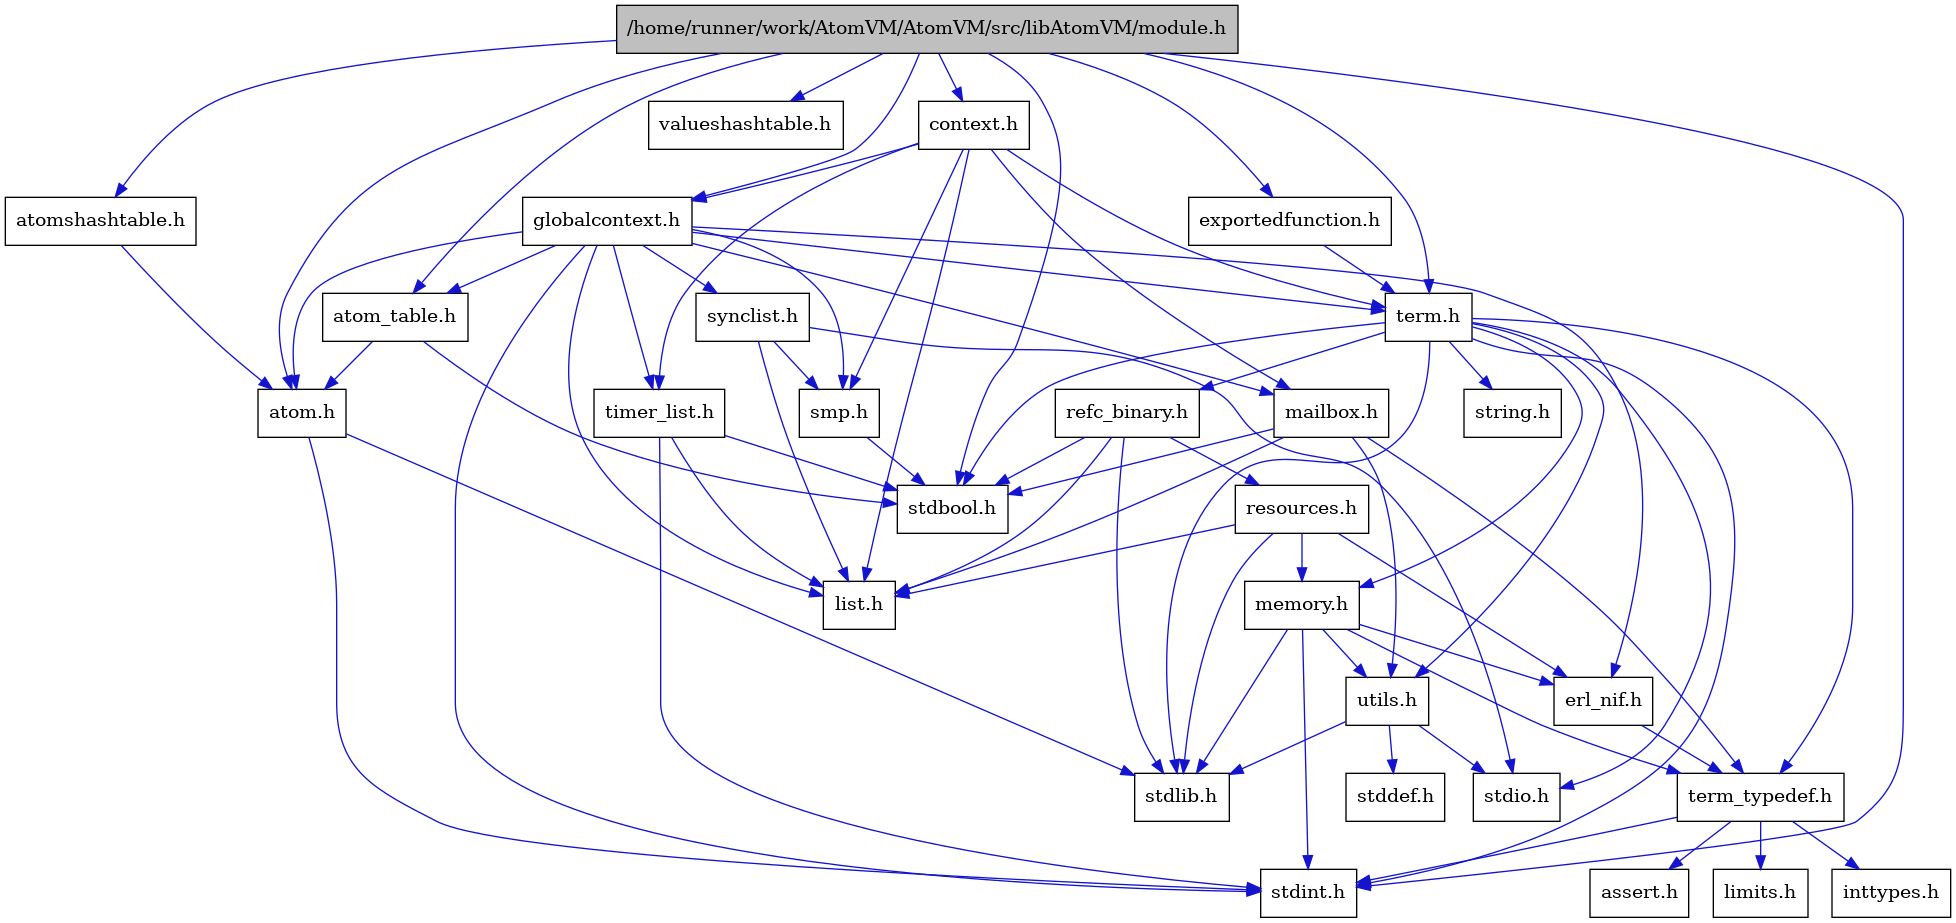 /home/runner/work/AtomVM/AtomVM/src/libAtomVM/module.h
valueshashtable.h
context.h
atomshashtable.h
globalcontext.h
exportedfunction.h
atom_table.h
synclist.h
term.h
atom.h
timer_list.h
smp.h
refc_binary.h
mailbox.h
string.h
stdbool.h
resources.h
list.h
memory.h
utils.h
erl_nif.h
stdlib.h
stddef.h
stdio.h
term_typedef.h
stdint.h
assert.h
limits.h
inttypes.h